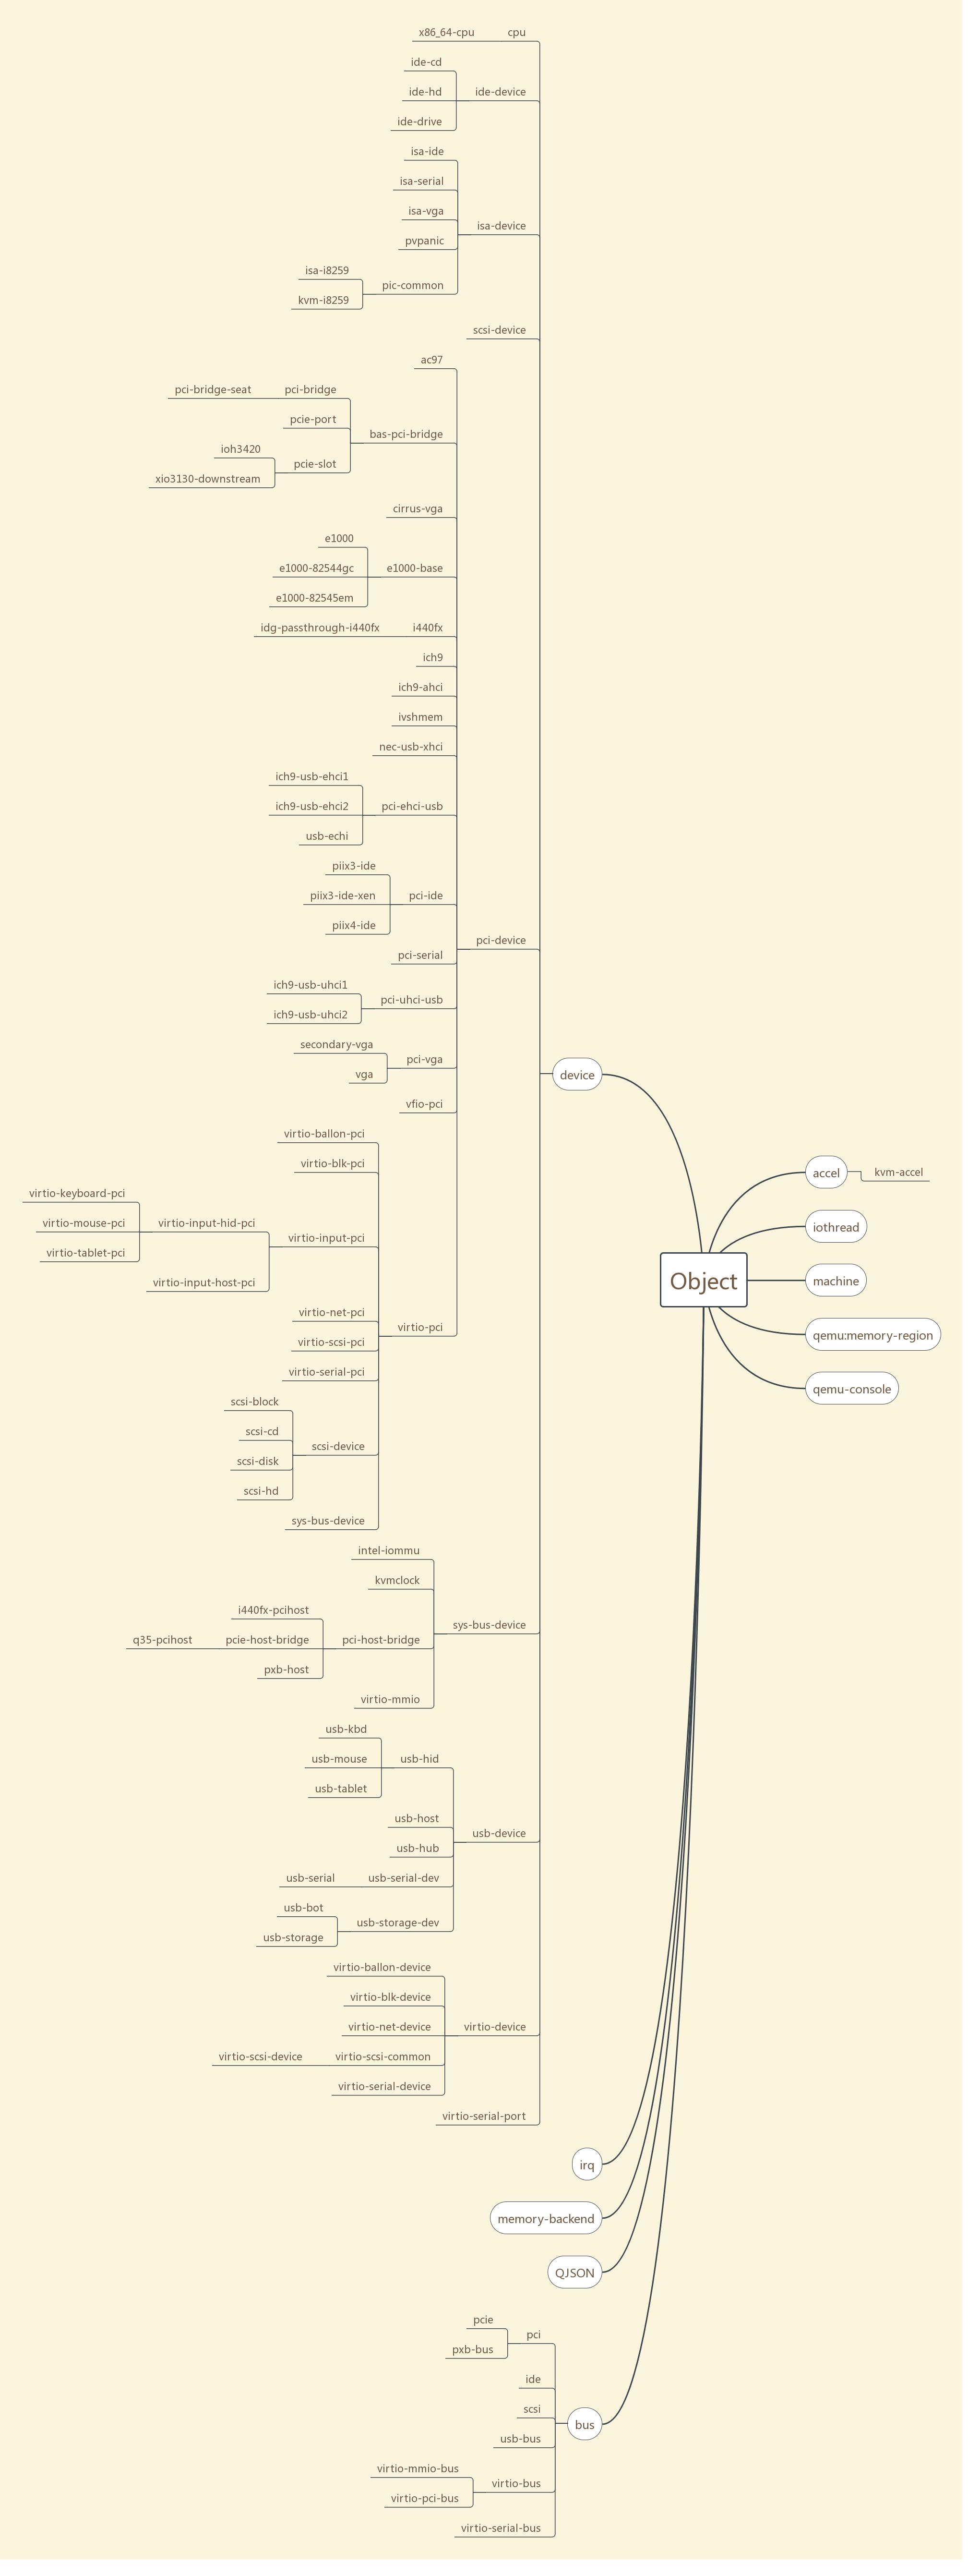 x86_64-cpu cpu
ide-cd
ide-hd ide-device
ide-drive
isa-ide
isa-serial
isa-vga
isa-device
pvpanic
isa-i8259
pic-common
kvm-i8259
scsi-device
ac97
pci-bridge-seat pci-bridge
pcie-port
bas-pci-bridge
ioh3420
pcie-slot
xio3130-downstream
cirrus-vga
e1000
e1000-82544gc e1000-base
e1000-82545em
idg-passthrough-i440fx i440fx
ich9
ich9-ahci
ivshmem
nec-usb-xhci
ich9-usb-ehci1
ich9-usb-ehci2 pci-ehci-usb
usb-echi
piix3-ide
piix3-ide-xen pci-ide
piix4-ide
pci-device
pci-serial
ich9-usb-uhci1
pci-uhci-usb
ich9-usb-uhci2
secondary-vga
pci-vga
vga
device
vfio-pci
virtio-ballon-pci
virtio-blk-pci
accel kvm-accel
virtio-keyboard-pci
virtio-mouse-pci virtio-input-hid-pci
iothread
virtio-input-pci
virtio-tablet-pci
virtio-input-host-pci
Object
machine
virtio-net-pci
virtio-pci
qemu:memory-region
virtio-scsi-pci
virtio-serial-pci
qemu-console
scsi-block
scsi-cd
scsi-device
scsi-disk
scsi-hd
sys-bus-device
intel-iommu
kvmclock
i440fx-pcihost
sys-bus-device
q35-pcihost pcie-host-bridge pci-host-bridge
pxb-host
virtio-mmio
usb-kbd
usb-mouse usb-hid
usb-tablet
usb-host
usb-device
usb-hub
usb-serial usb-serial-dev
usb-bot
usb-storage-dev
usb-storage
virtio-ballon-device
virtio-blk-device
virtio-net-device virtio-device
virtio-scsi-device virtio-scsi-common
virtio-serial-device
virtio-serial-port
irq
memory-backend
QJSON
pcie
pci
pxb-bus
ide
scsi
bus
usb-bus
virtio-mmio-bus
virtio-bus
virtio-pci-bus
virtio-serial-bus